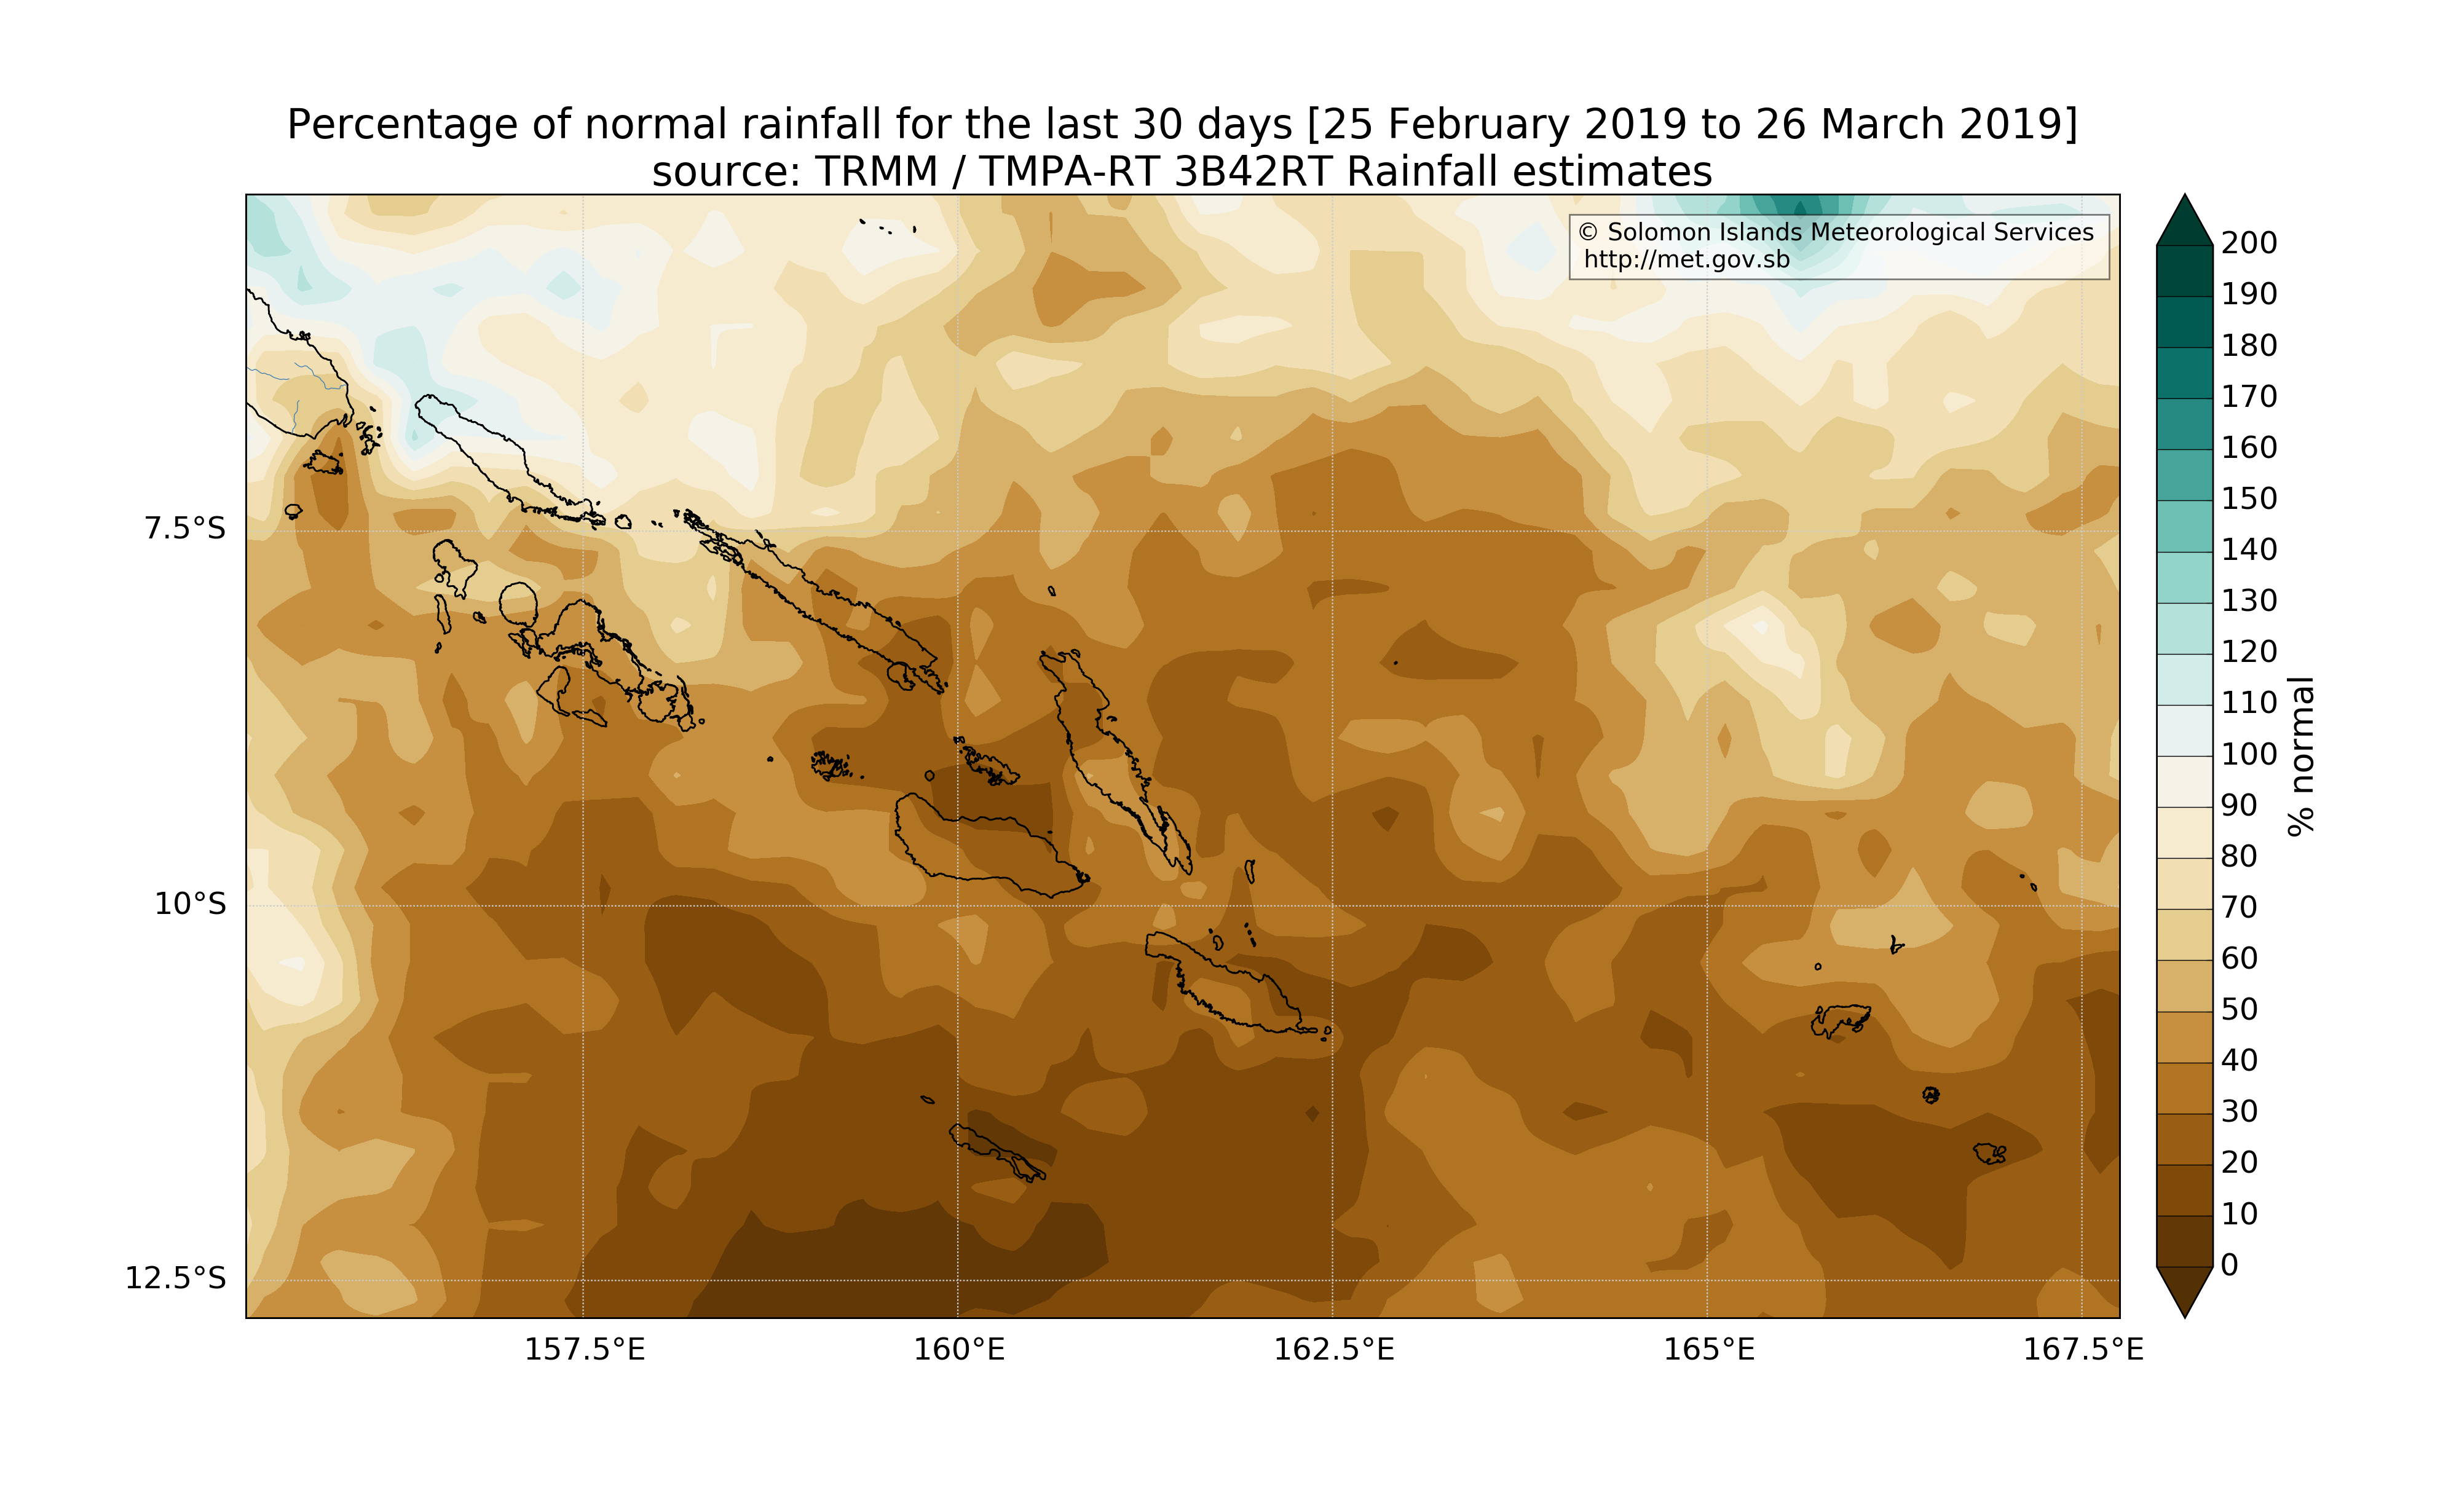 Percentage of normal rainfall for the last 30 days [25 February 2019 to 26 March 2019]
source: TRMM / TMPA-RT 3B42RT Rainfall estimates
© Solomon Islands Meteorological Services
http://met.gov.sb
7.5°S
10°S
12.5°S
157.5°E
160°E
162.5°E
165°E
167.5°E
200
190
180
170
160
150
140
130
120
110
100
90
80
70
60
50
40
30
20
10
0
% normal